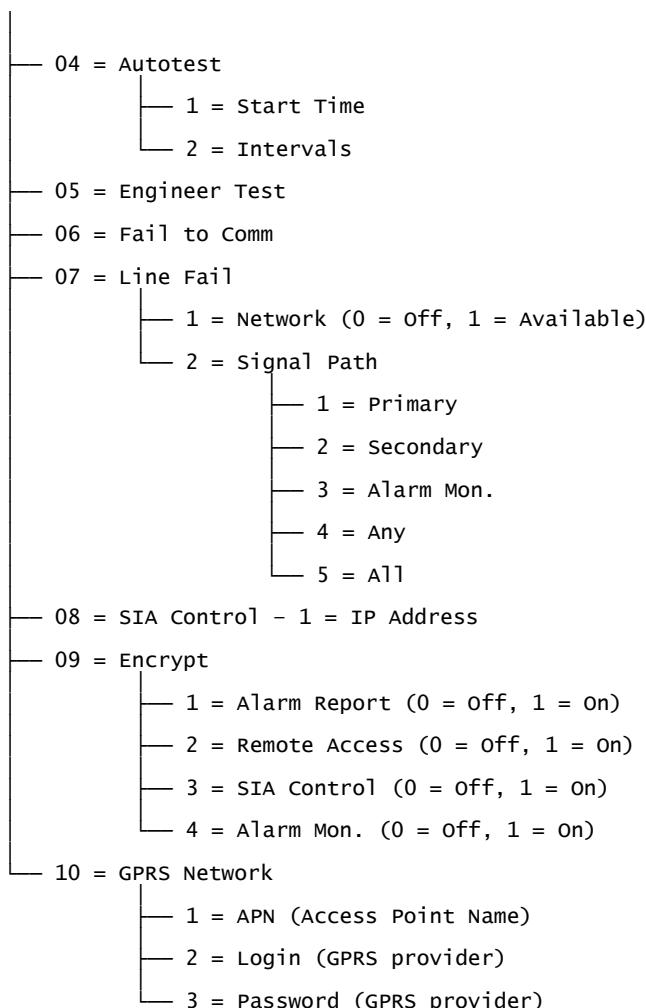 04 = Autotest
1 = Start Time
2 = Intervals
05 = Engineer Test
06 = Fail to Comm
07 = Line Fail
1 = Network (0 = Off, 1 = Available)
2 = Signal Path
1 = Primary
2 = Secondary
3 = Alarm Mon.
4 = Any
5 = All
08 = SIA Control – 1 = IP Address
09 = Encrypt
1 = Alarm Report (0 = Off, 1 = On)
2 = Remote Access (0 = Off, 1 = On)
3 = SIA Control (0 = Off, 1 = On)
4 = Alarm Mon. (0 = Off, 1 = On)
10 = GPRS Network
1 = APN (Access Point Name)
2 = Login (GPRS provider)
3 = Password (GPRS provider)